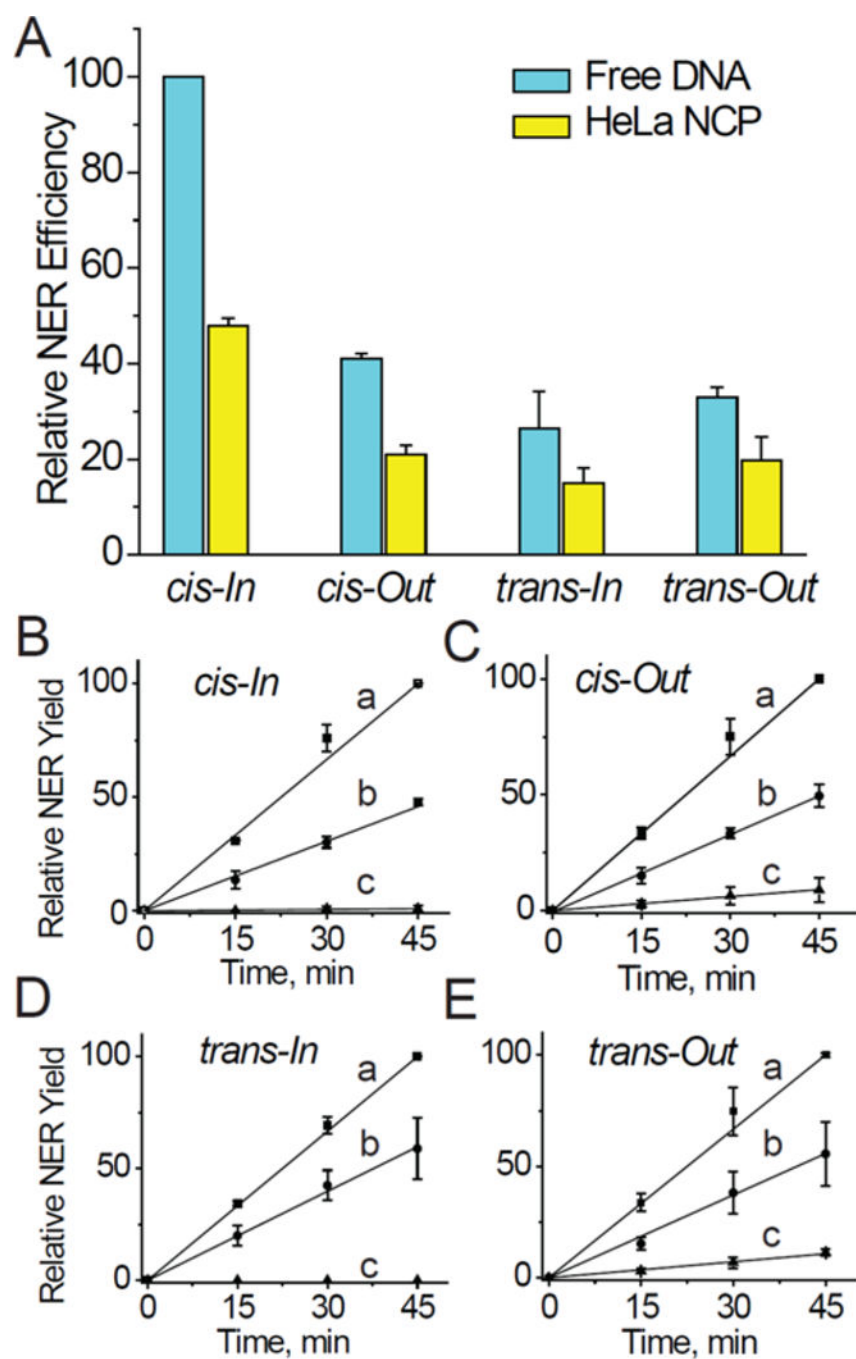 A
Relative NER Efficiency
100
80
60
40
20
0
Free DNA
HeLa NCP
cis-In
cis-Out
trans-In
trans-Out
B
cis-In
Relative NER Yield
100
50
0
a
b
c
0 15 30 45
Time, min
C
cis-Out
100
50
0
a
b
c
0 15 30 45
Time, min
D
trans-In
Relative NER Yield
100
50
0
a
b
c
0 15 30 45
Time, min
E
trans-Out
100
50
0
a
b
c
0 15 30 45
Time, min